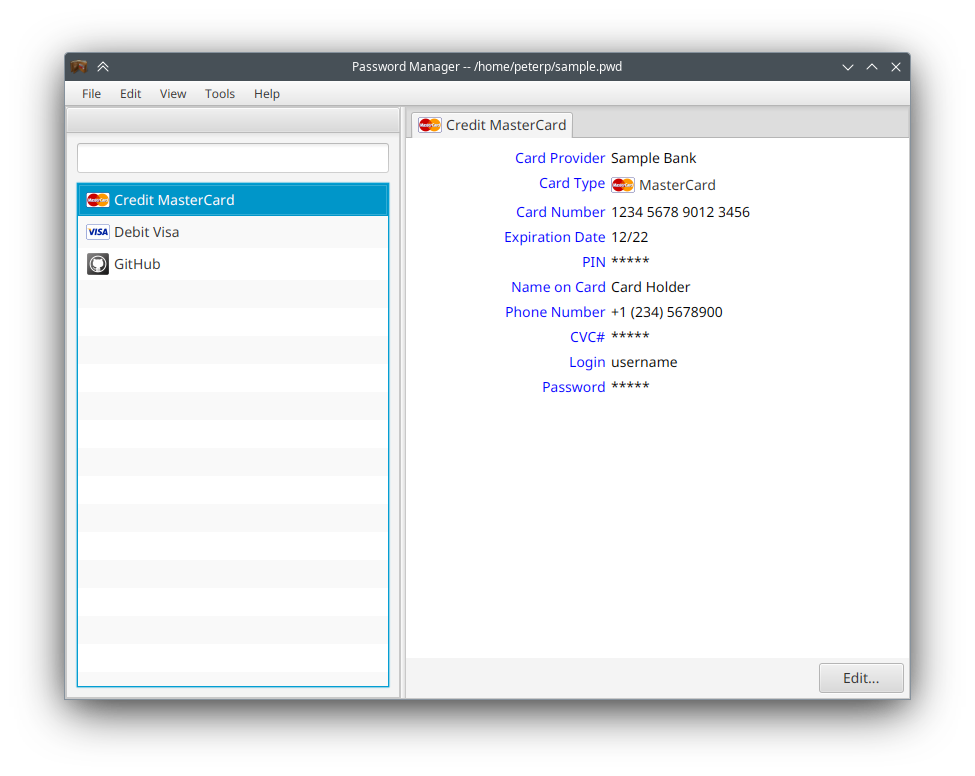 Password Manager -- /home/peterp/sample.pwd
File Edit View Tools Help
Credit MasterCard
Debit Visa
GitHub
Credit MasterCard
Card Provider Sample Bank
Card Type MasterCard
Card Number 1234 5678 9012 3456
Expiration Date 12/22
PIN *****
Name on Card Card Holder
Phone Number +1 (234) 5678900
CVC# *****
Login username
Password *****
Edit...